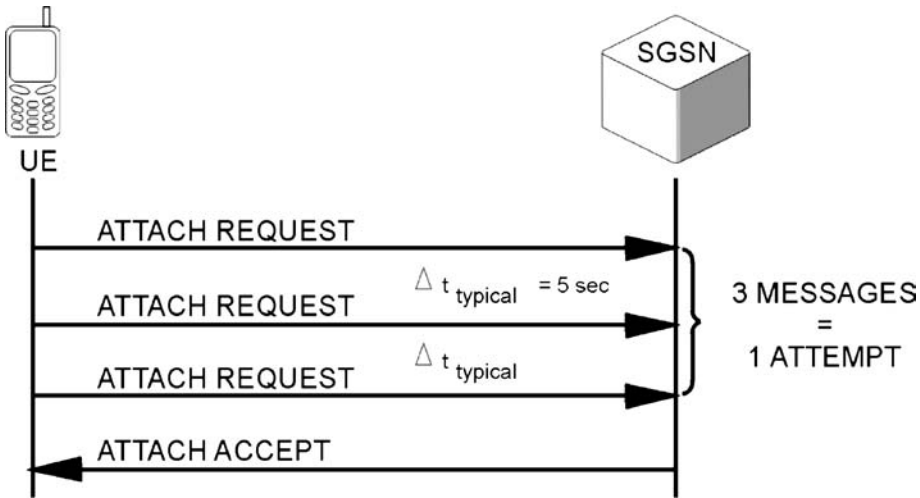 SGSN
UE
ATTACH REQUEST
Δ t typical = 5 sec
ATTACH REQUEST
Δ t typical
ATTACH REQUEST
ATTACH ACCEPT
3 MESSAGES
=
1 ATTEMPT